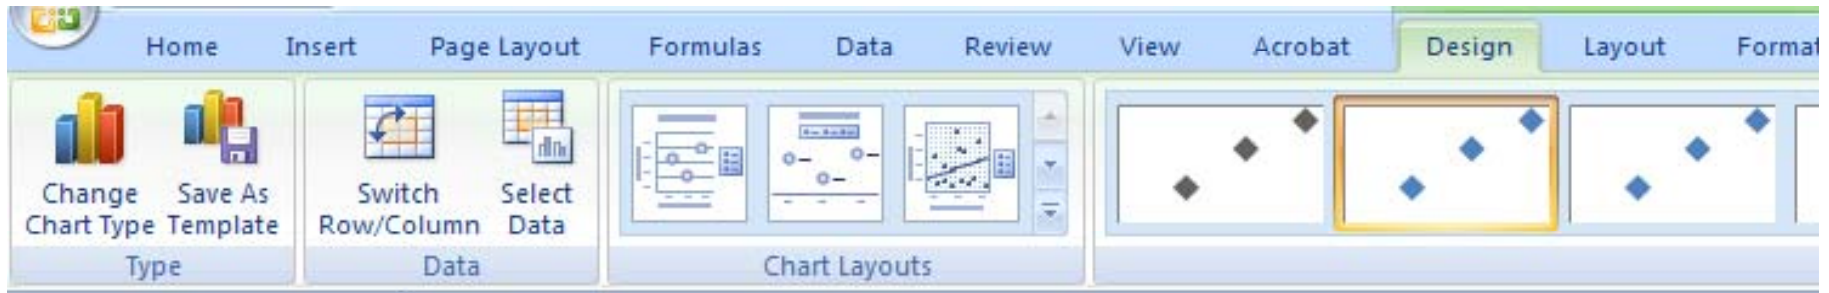 Home Insert Page Layout Formulas Data Review View Acrobat Design Layout Format
Change Save As Switch Select
Chart Type Template Row/Column Data
Type Data Chart Layouts